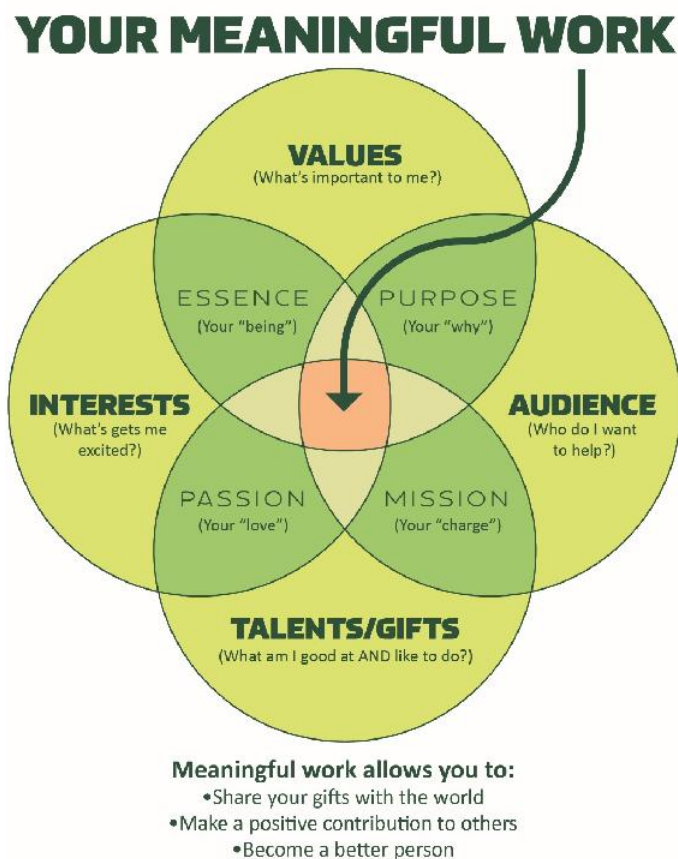 YOUR MEANINGFUL WORK
VALUES
(What's important to me?)
ESSENCE
(Your "being")
PURPOSE
(Your "why")
INTERESTS
(What's gets me
excited?)
AUDIENCE
(Who do I want
to help?)
PASSION
(Your "love")
MISSION
(Your "charge")
TALENTS/GIFTS
(What am I good at AND like to do?)
Meaningful work allows you to:
•Share your gifts with the world
•Make a positive contribution to others
•Become a better person